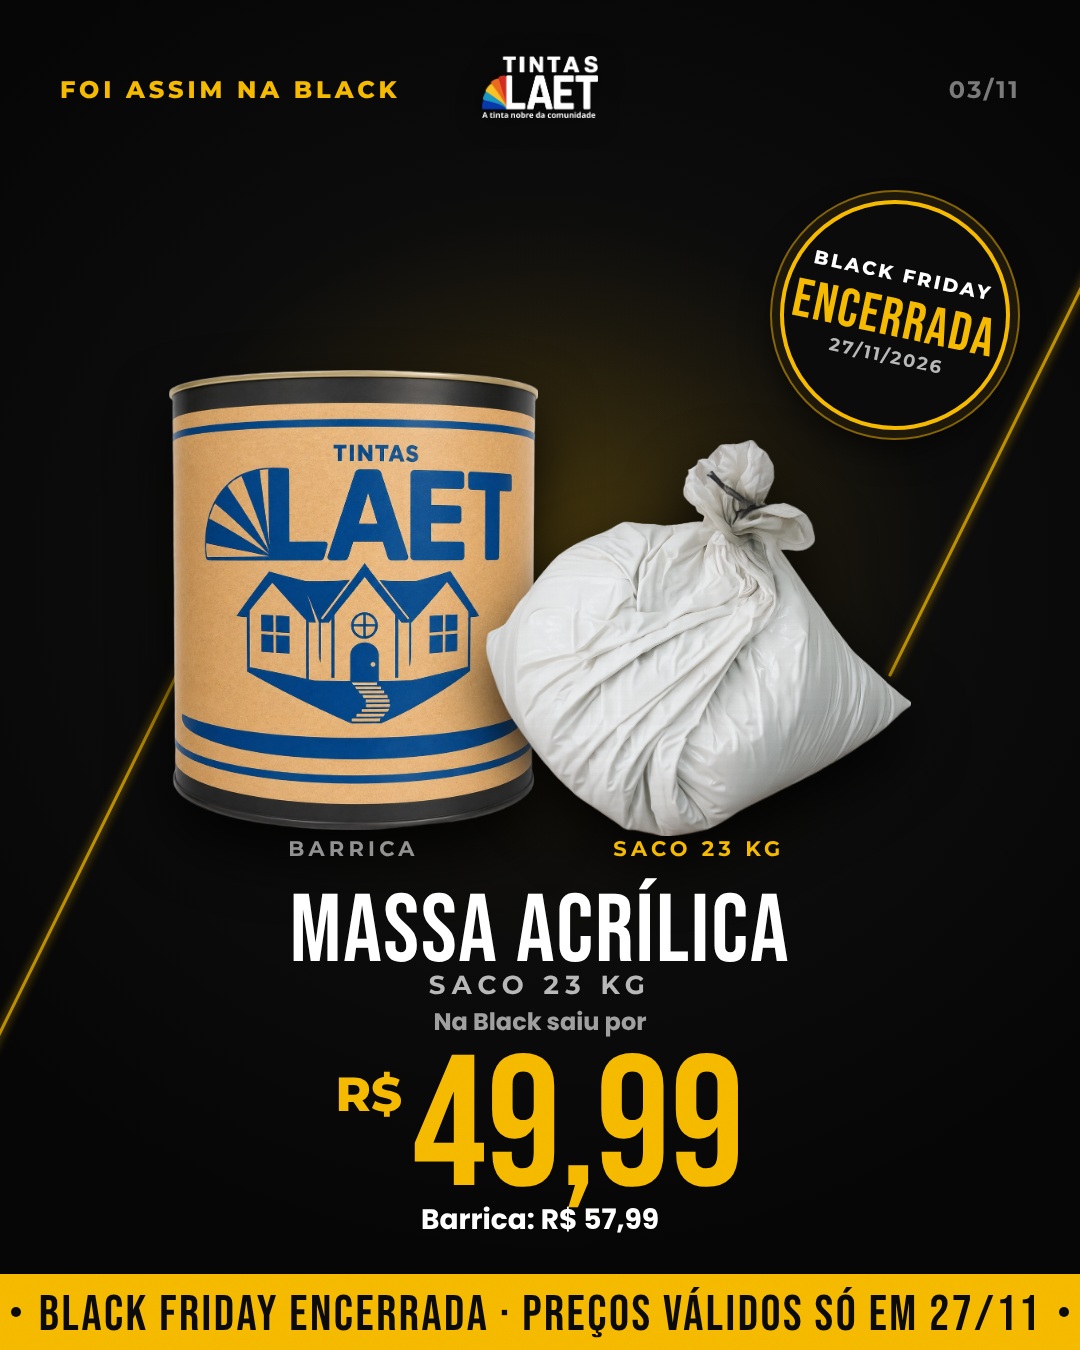 FOI ASSIM NA BLACK
TINTAS
LAET
A tinta nobre da comunidade
03/11
BLACK FRIDAY
ENCERRADA
27/11/2026
TINTAS
LAET
BARRICA
SACO 23 KG
MASSA ACRÍLICA
SACO 23 KG
Na Black saiu por
R$ 49,99
Barrica: R$ 57,99
• BLACK FRIDAY ENCERRADA · PREÇOS VÁLIDOS SÓ EM 27/11 •